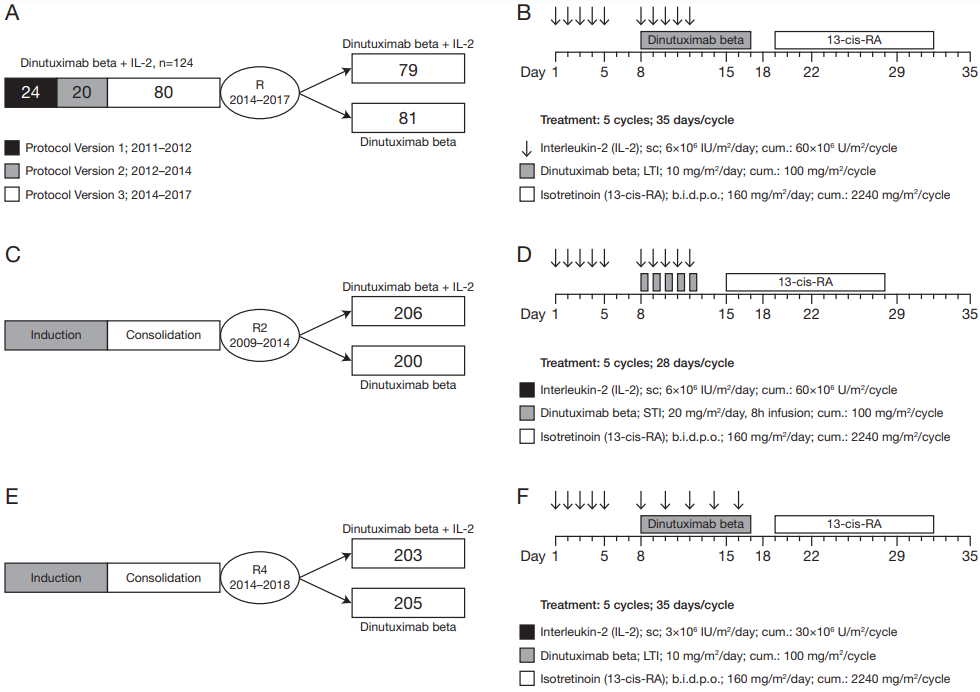 A
Dinutuximab beta + IL-2, n=124
24 20 80
R
2014–2017
Dinutuximab beta + IL-2
79
81
Dinutuximab beta
Protocol Version 1; 2011–2012
Protocol Version 2; 2012–2014
Protocol Version 3; 2014–2017
B
Dinutuximab beta 13-cis-RA
Day 1 5 8 15 18 22 29 35
Treatment: 5 cycles; 35 days/cycle
Interleukin-2 (IL-2); sc; 6×10⁶ IU/m²/day; cum.: 60×10⁶ U/m²/cycle
Dinutuximab beta; LTI; 10 mg/m²/day; cum.: 100 mg/m²/cycle
Isotretinoin (13-cis-RA); b.i.d.p.o.; 160 mg/m²/day; cum.: 2240 mg/m²/cycle
C
Induction Consolidation
R2
2009–2014
Dinutuximab beta + IL-2
206
200
Dinutuximab beta
D
13-cis-RA
Day 1 5 8 15 18 22 29 35
Treatment: 5 cycles; 28 days/cycle
Interleukin-2 (IL-2); sc; 6×10⁶ IU/m²/day; cum.: 60×10⁶ U/m²/cycle
Dinutuximab beta; STI; 20 mg/m²/day, 8h infusion; cum.: 100 mg/m²/cycle
Isotretinoin (13-cis-RA); b.i.d.p.o.; 160 mg/m²/day; cum.: 2240 mg/m²/cycle
E
Induction Consolidation
R4
2014–2018
Dinutuximab beta + IL-2
203
205
Dinutuximab beta
F
Dinutuximab beta 13-cis-RA
Day 1 5 8 15 18 22 29 35
Treatment: 5 cycles; 35 days/cycle
Interleukin-2 (IL-2); sc; 3×10⁶ IU/m²/day; cum.: 30×10⁶ U/m²/cycle
Dinutuximab beta; LTI; 10 mg/m²/day; cum.: 100 mg/m²/cycle
Isotretinoin (13-cis-RA); b.i.d.p.o.; 160 mg/m²/day; cum.: 2240 mg/m²/cycle